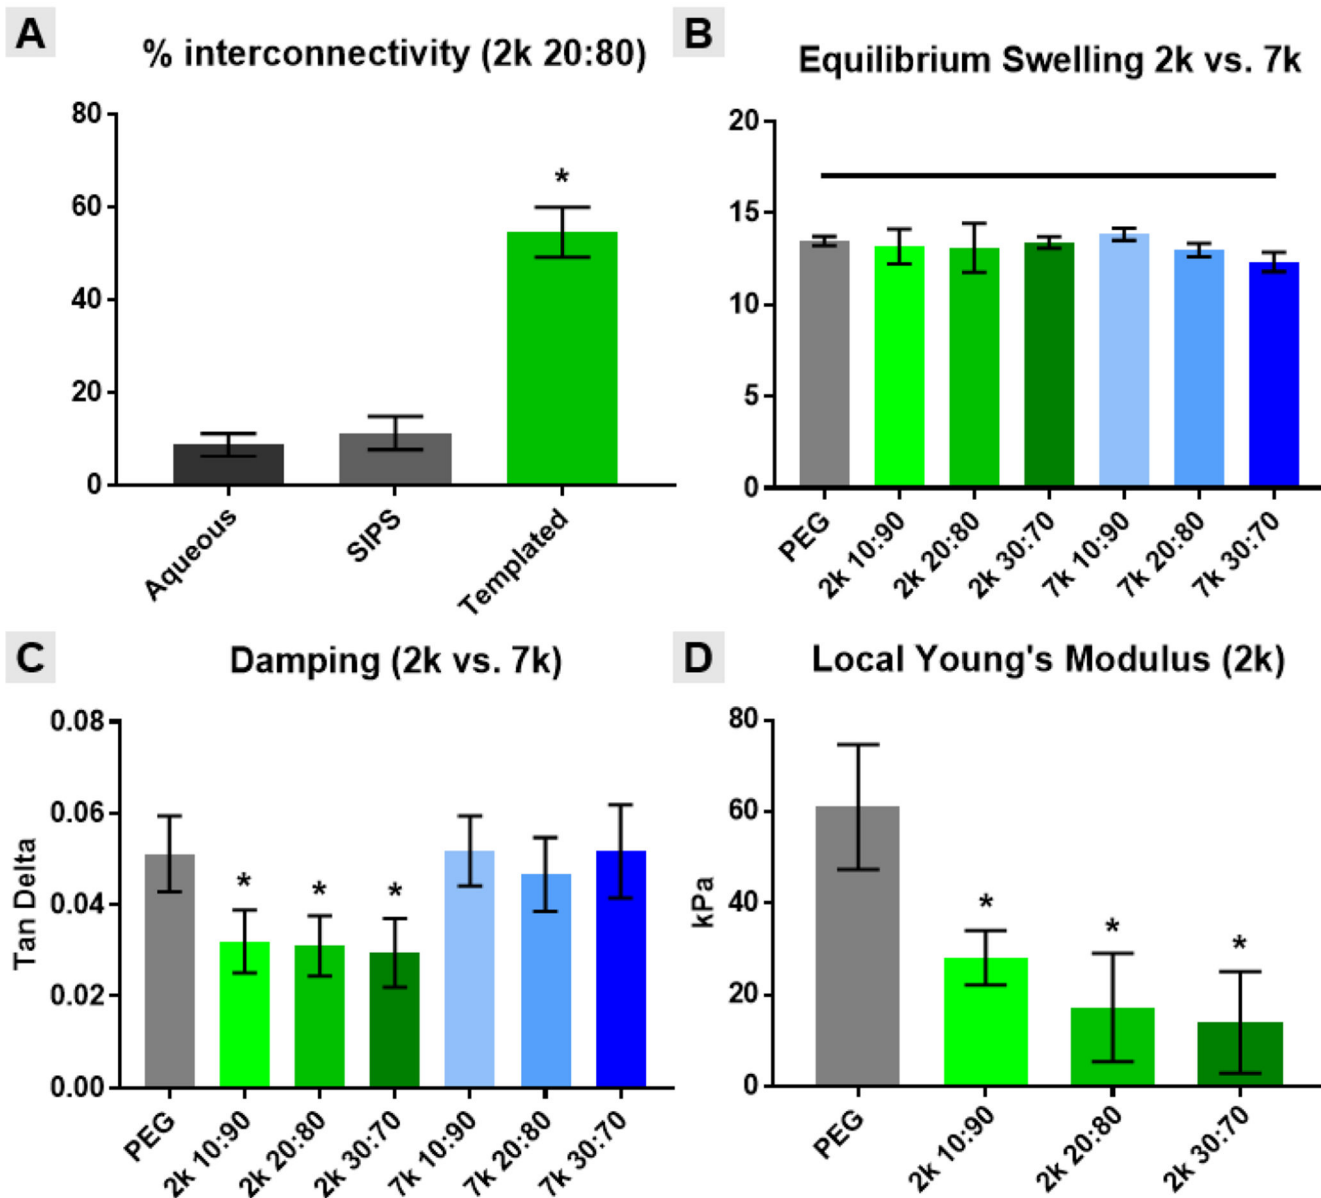 A
% interconnectivity (2k 20:80)
80
60
40
20
0
*
Aqueous
SIPS
Templated
B
Equilibrium Swelling 2k vs. 7k
20
15
10
5
0
PEG
2k 10:90
2k 20:80
2k 30:70
7k 10:90
7k 20:80
7k 30:70
C
Damping (2k vs. 7k)
Tan Delta
0.08
0.06
0.04
0.02
0.00
* * *
PEG
2k 10:90
2k 20:80
2k 30:70
7k 10:90
7k 20:80
7k 30:70
D
Local Young's Modulus (2k)
kPa
80
60
40
20
0
* * *
PEG
2k 10:90
2k 20:80
2k 30:70